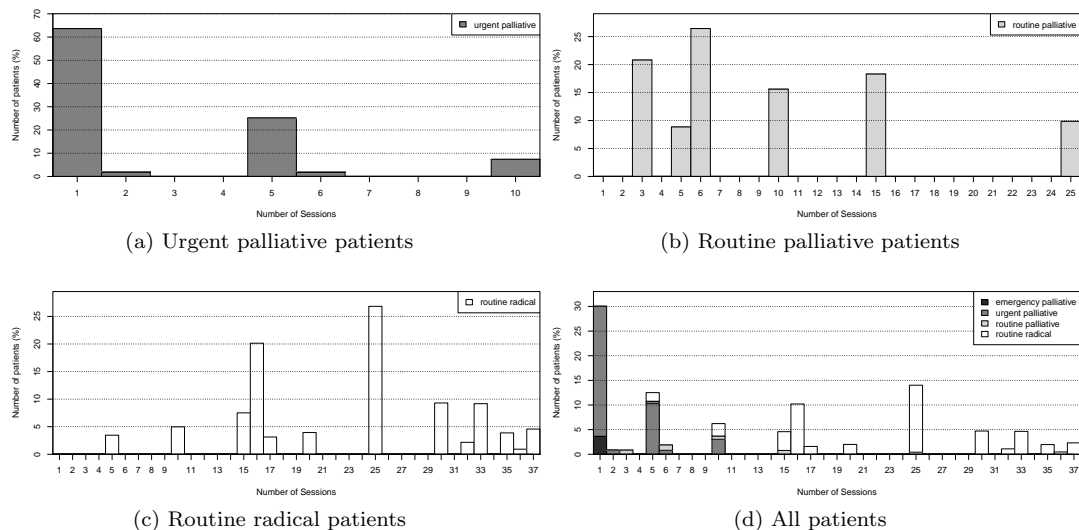 urgent palliative
Number of patients (%)
0 10 20 30 40 50 60 70
1 2 3 4 5 6 7 8 9 10
Number of Sessions
(a) Urgent palliative patients
routine palliative
Number of patients (%)
0 5 10 15 20 25
1 2 3 4 5 6 7 8 9 10 11 12 13 14 15 16 17 18 19 20 21 22 23 24 25
Number of Sessions
(b) Routine palliative patients
routine radical
Number of patients (%)
0 5 10 15 20 25
1 2 3 4 5 6 7 8 9 11 13 15 17 19 21 23 25 27 29 31 33 35 37
Number of Sessions
(c) Routine radical patients
emergency palliative
urgent palliative
routine palliative
routine radical
Number of patients (%)
0 5 10 15 20 25 30
1 2 3 4 5 6 7 8 9 11 13 15 17 19 21 23 25 27 29 31 33 35 37
Number of Sessions
(d) All patients